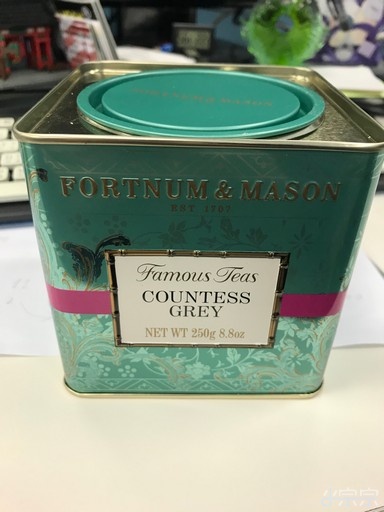 FORTNUM & MASON
EST 1707
Famous Teas
COUNTESS
GREY
NET WT 250g 8.8oz